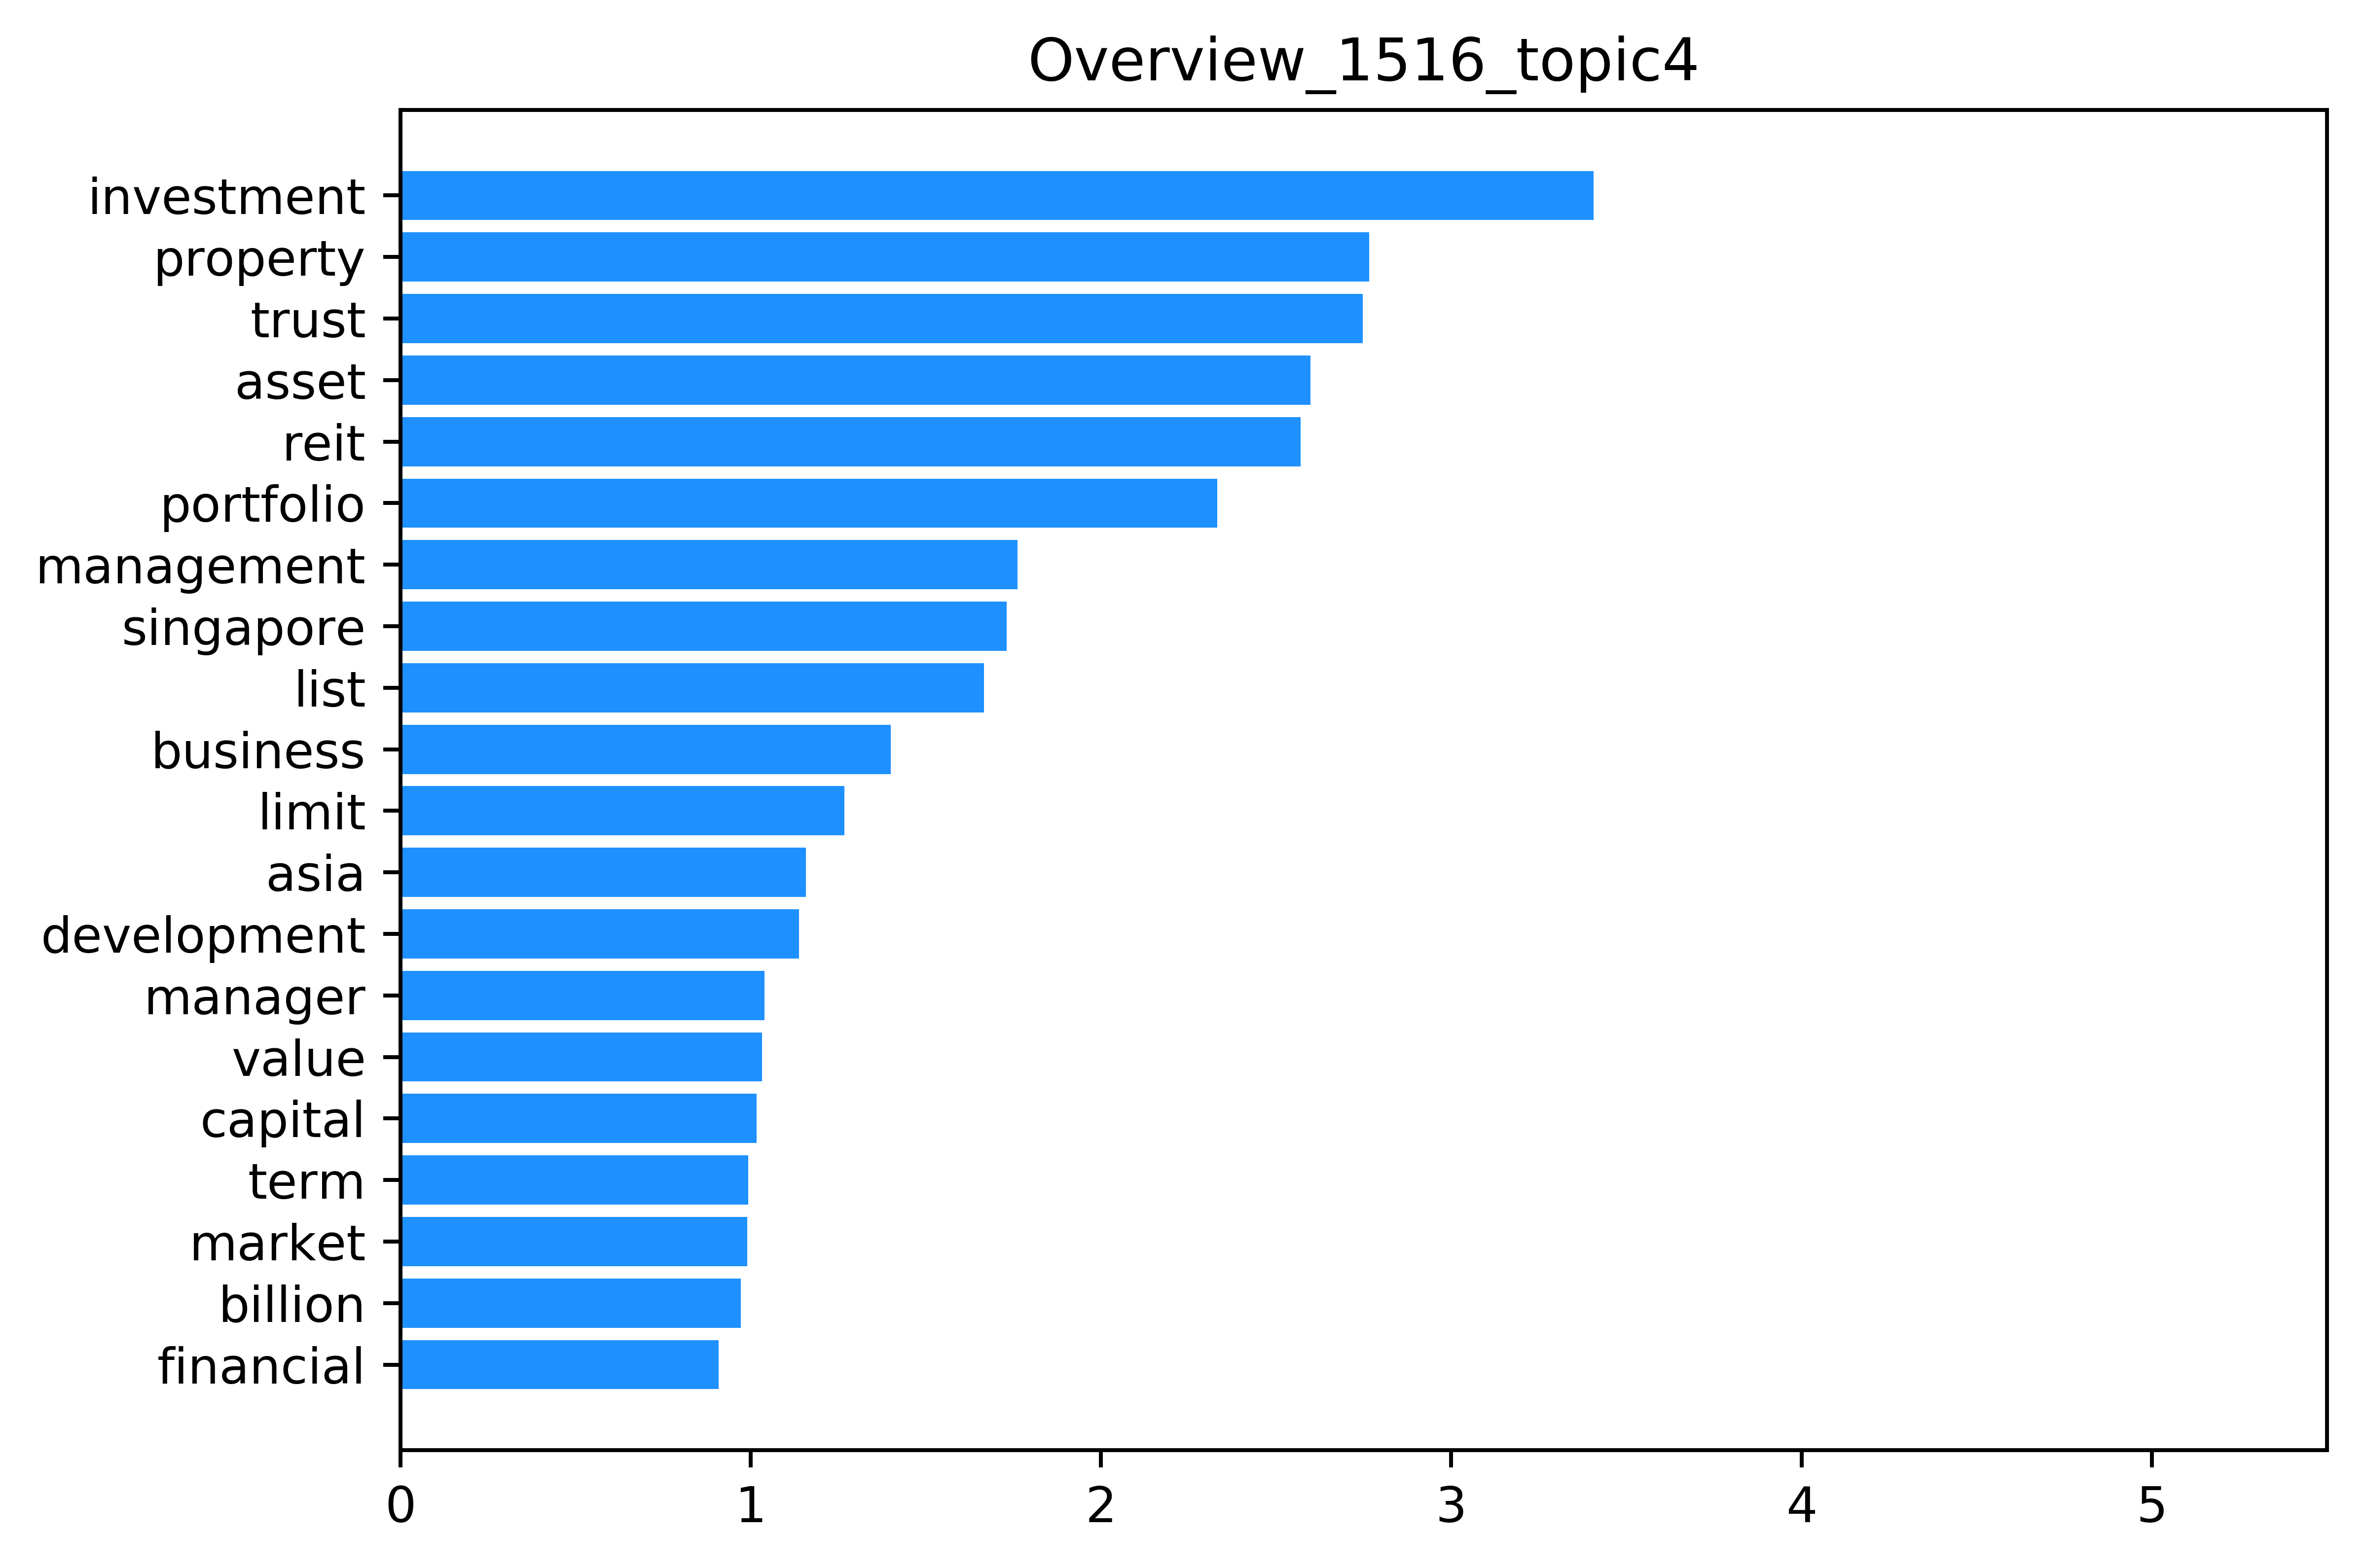 Overview_1516_topic4
investment
property
trust
asset
reit
portfolio
management
singapore
list
business
limit
asia
development
manager
value
capital
term
market
billion
financial
0 1 2 3 4 5